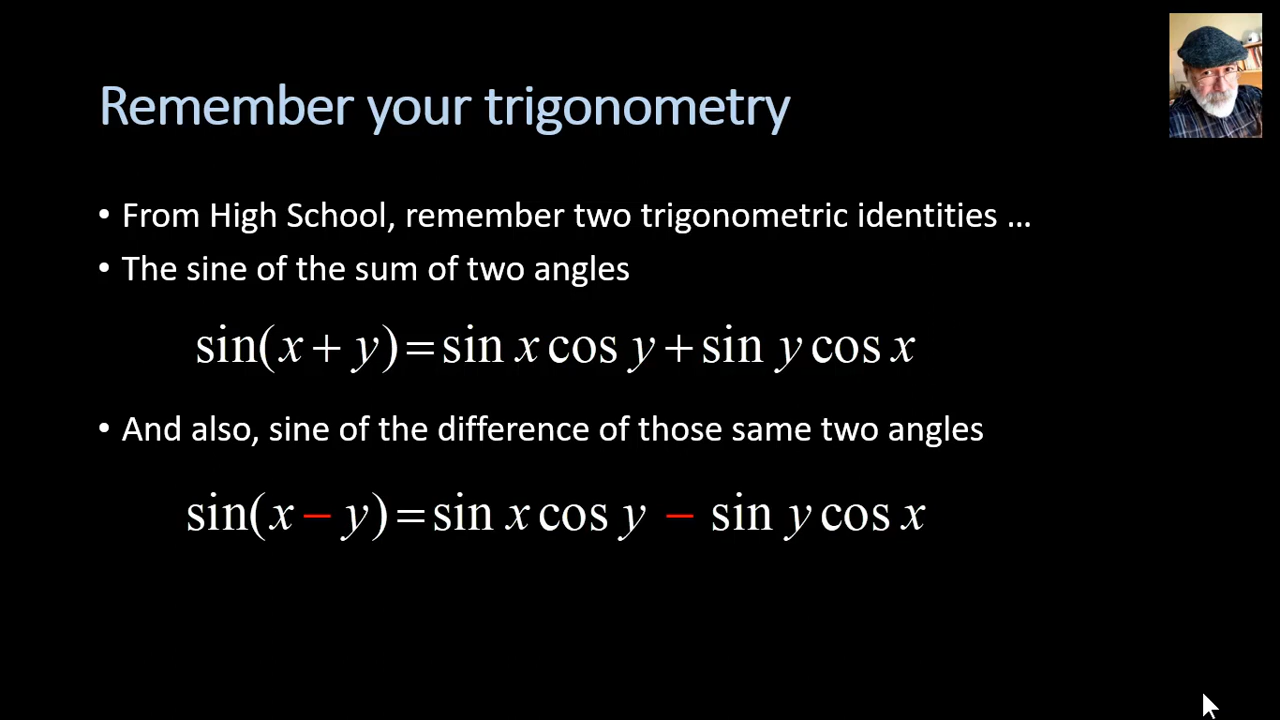 Remember your trigonometry
• From High School, remember two trigonometric identities …
• The sine of the sum of two angles
sin(x + y)=sin x cos y + sin y cos x
• And also, sine of the difference of those same two angles
sin(x − y)=sin x cos y − sin y cos x